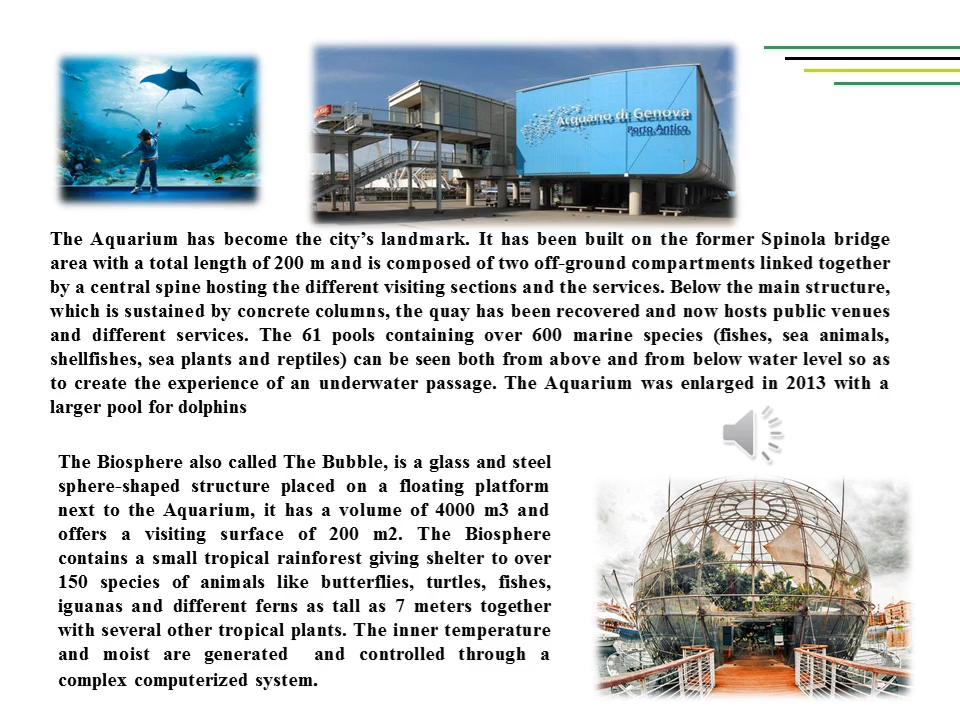 Acquario di Genova
Porto Antico
The Aquarium has become the city’s landmark. It has been built on the former Spinola bridge
area with a total length of 200 m and is composed of two off-ground compartments linked together
by a central spine hosting the different visiting sections and the services. Below the main structure,
which is sustained by concrete columns, the quay has been recovered and now hosts public venues
and different services. The 61 pools containing over 600 marine species (fishes, sea animals,
shellfishes, sea plants and reptiles) can be seen both from above and from below water level so as
to create the experience of an underwater passage. The Aquarium was enlarged in 2013 with a
larger pool for dolphins
The Biosphere also called The Bubble, is a glass and steel
sphere-shaped structure placed on a floating platform
next to the Aquarium, it has a volume of 4000 m3 and
offers a visiting surface of 200 m2. The Biosphere
contains a small tropical rainforest giving shelter to over
150 species of animals like butterflies, turtles, fishes,
iguanas and different ferns as tall as 7 meters together
with several other tropical plants. The inner temperature
and moist are generated and controlled through a
complex computerized system.